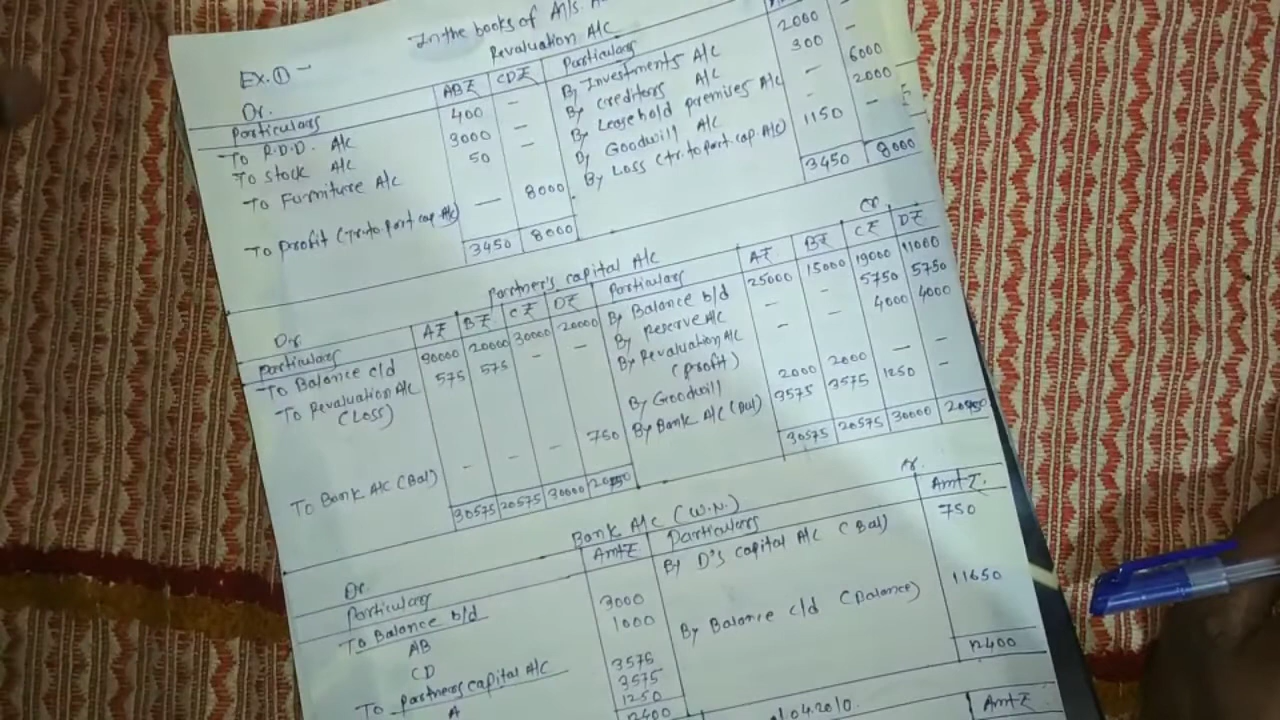 In the books of M/s. A
Revaluation A/c
Ex.① -
Dr.
Particulars AB₹ CD₹ Particulars
To R.D.D. A/c 400 - By Investments A/c 2000 -
To stock A/c 3000 - By creditors A/c 300 -
To Furniture A/c 50 - By Leasehold premises A/c - 6000
By Goodwill A/c - 2000
To profit (Tr.to Part.cap.A/c) - 8000 By Loss (tr.to part.cap.A/c) 1150 -
3450 8000 3450 8000
Partner's capital A/c
Dr. cr
Particulars A₹ B₹ C₹ D₹ Particulars A₹ B₹ C₹ D₹
To Balance c/d 30000 20000 30000 20000 By Balance b/d 25000 15000 19000 11000
To Revaluation A/c 575 575 - - By Reserve A/c - - 5750 5750
(Loss) By Revaluation A/c - - 4000 4000
(profit)
By Goodwill 2000 2000 - -
To Bank A/c (Bal) - - - 750 By Bank A/c (Bal) 3575 3575 1250 -
30575 20575 30000 20750 30575 20575 30000 20750
Bank A/c (W.N.)
Dr. cr.
Particulars Amt₹ Particulars Amt₹.
To Balance b/d By D's capital A/c (Bal) 750
AB 3000
CD 1000 By Balance c/d (Balance) 11650
To partners capital A/c
A 3575
3575
1250
12400 12400
1.04.2010.
Amt₹